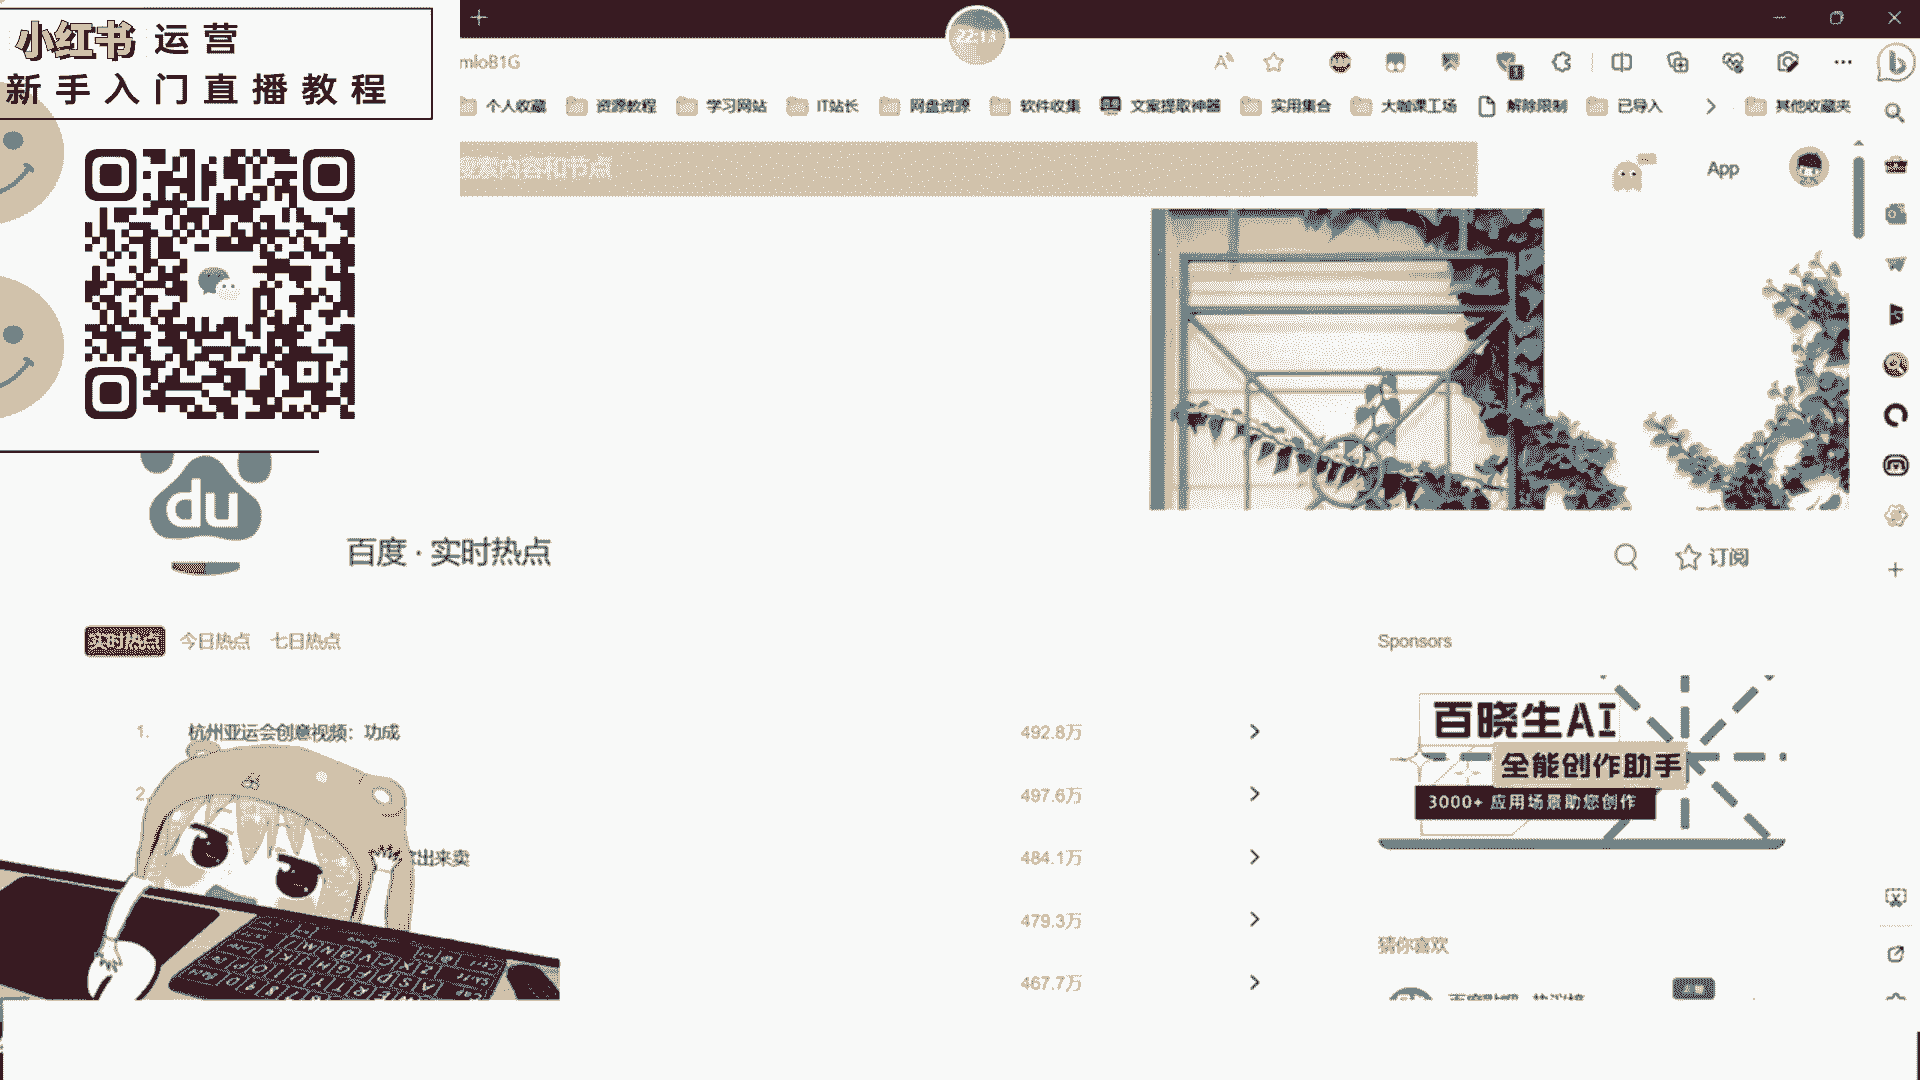 小红书 运营
新手入门直播教程
22:13
mloB1G
个人收藏
资源教程
学习网站
IT站长
网盘资源
软件收集
文案提取神器
实用集合
大咖课工场
解除限制
已导入
其他收藏夹
搜索内容和节点
App
du
百度 · 实时热点
订阅
实时热点
今日热点
七日热点
Sponsors
1. 杭州亚运会创意视频：功成 492.8万
2. 497.6万
出来卖 484.1万
479.3万
467.7万
百晓生AI
全能创作助手
3000+ 应用场景助您创作
猜你喜欢